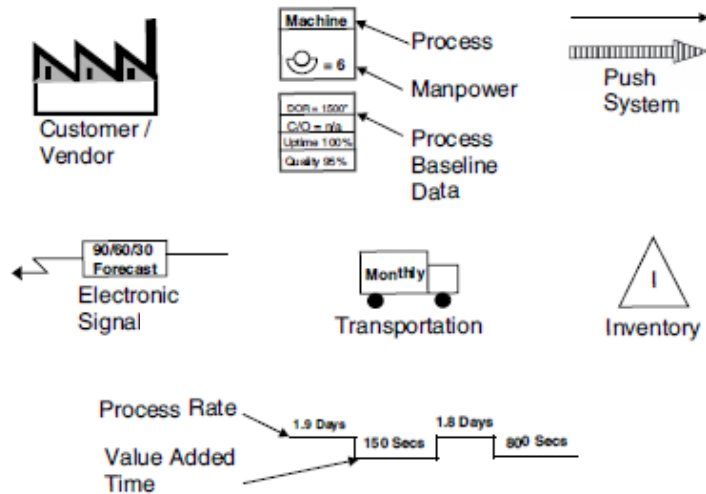 Machine
= 6
Process
Manpower
Push
System
Customer /
Vendor
DOR = 1500"
C/O = n/a
Uptime 100%
Quality 95%
Process
Baseline
Data
90/60/30
Forecast
Electronic
Signal
Monthly
Transportation
I
Inventory
Process Rate
1.9 Days
1.8 Days
150 Secs
800 Secs
Value Added
Time